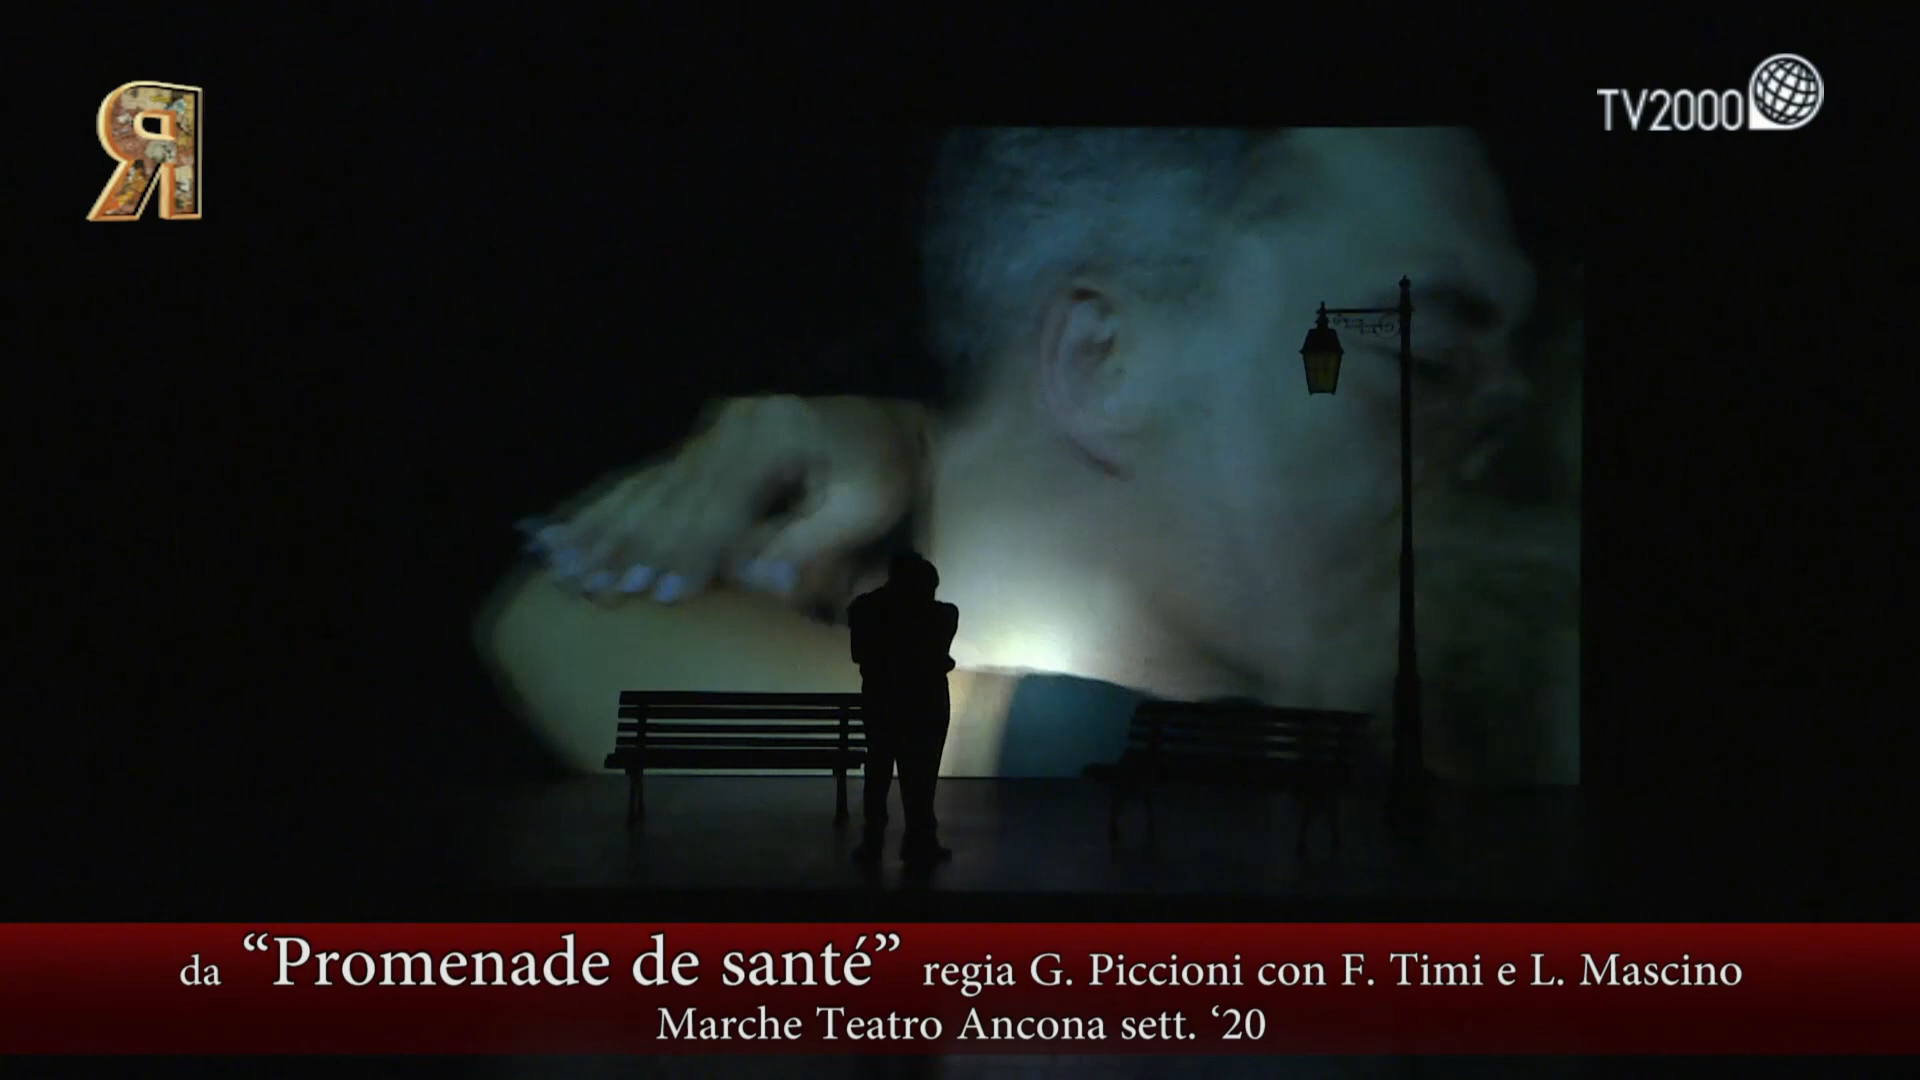 TV2000
da “Promenade de santé” regia G. Piccioni con F. Timi e L. Mascino
Marche Teatro Ancona sett. ‘20